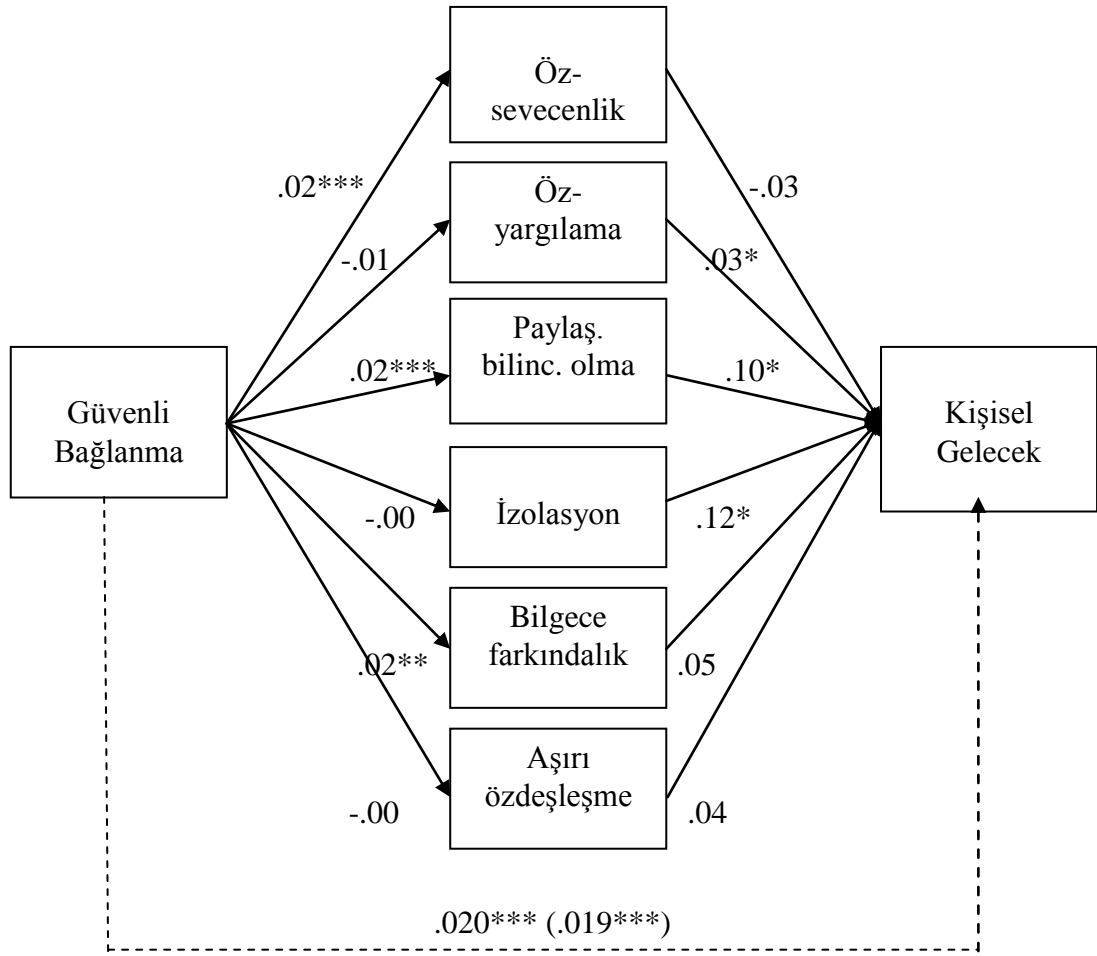 Öz-
sevecenlik
.02***
-.03
Öz-
yargılama
-.01
.03*
Paylaş.
bilinc. olma
.02***
.10*
Güvenli
Bağlanma
Kişisel
Gelecek
İzolasyon
-.00
.12*
Bilgece
farkındalık
.02**
.05
Aşırı
özdeşleşme
-.00
.04
.020*** (.019***)